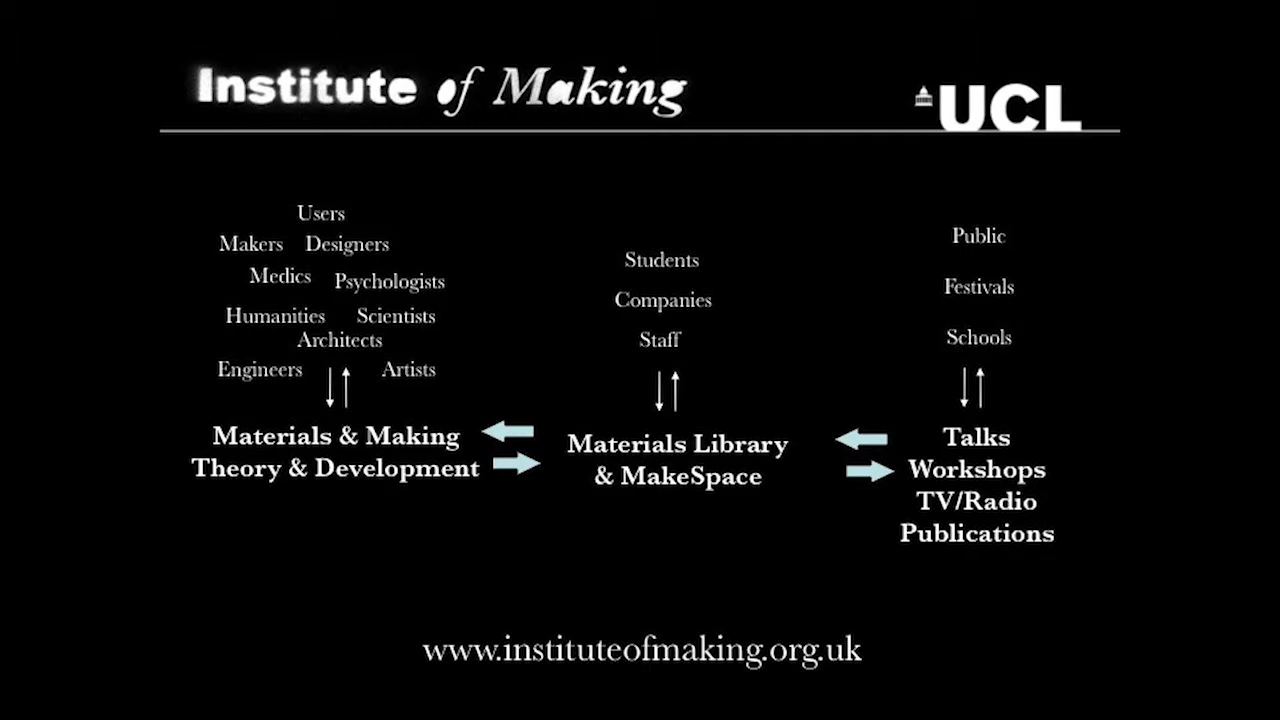 Institute of Making
UCL
Users
Makers Designers
Medics Psychologists
Humanities Scientists
Architects
Engineers Artists
Materials & Making
Theory & Development
Students
Companies
Staff
Materials Library
& MakeSpace
Public
Festivals
Schools
Talks
Workshops
TV/Radio
Publications
www.instituteofmaking.org.uk